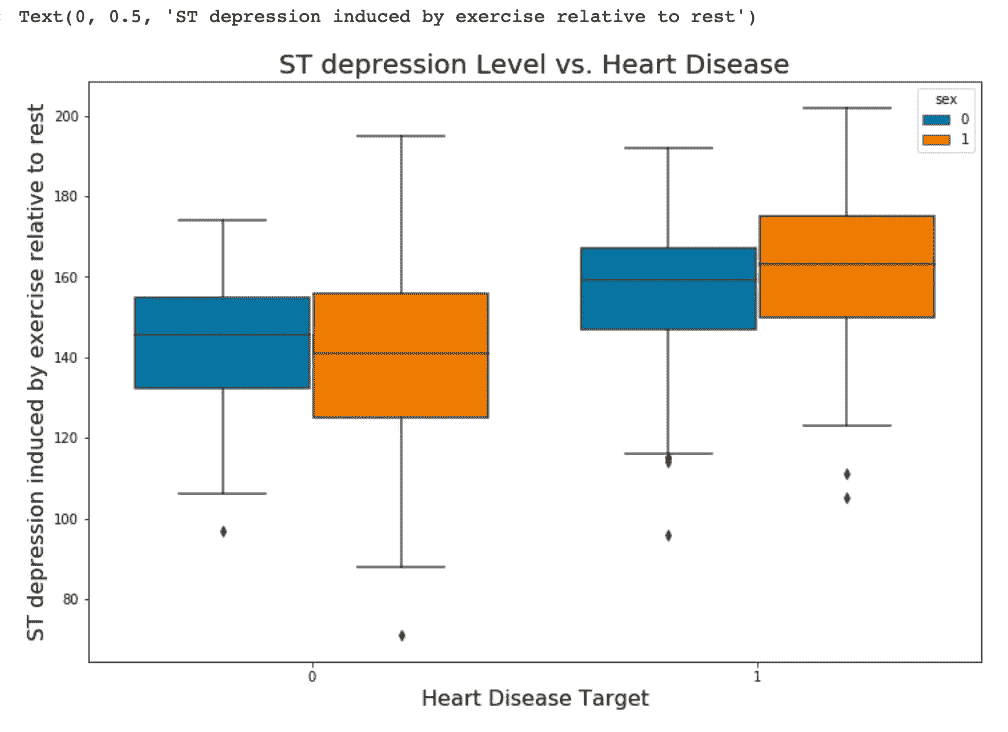 Text(0, 0.5, 'ST depression induced by exercise relative to rest')
ST depression Level vs. Heart Disease
ST depression induced by exercise relative to rest
200
180
160
140
120
100
80
sex
0
1
0
1
Heart Disease Target